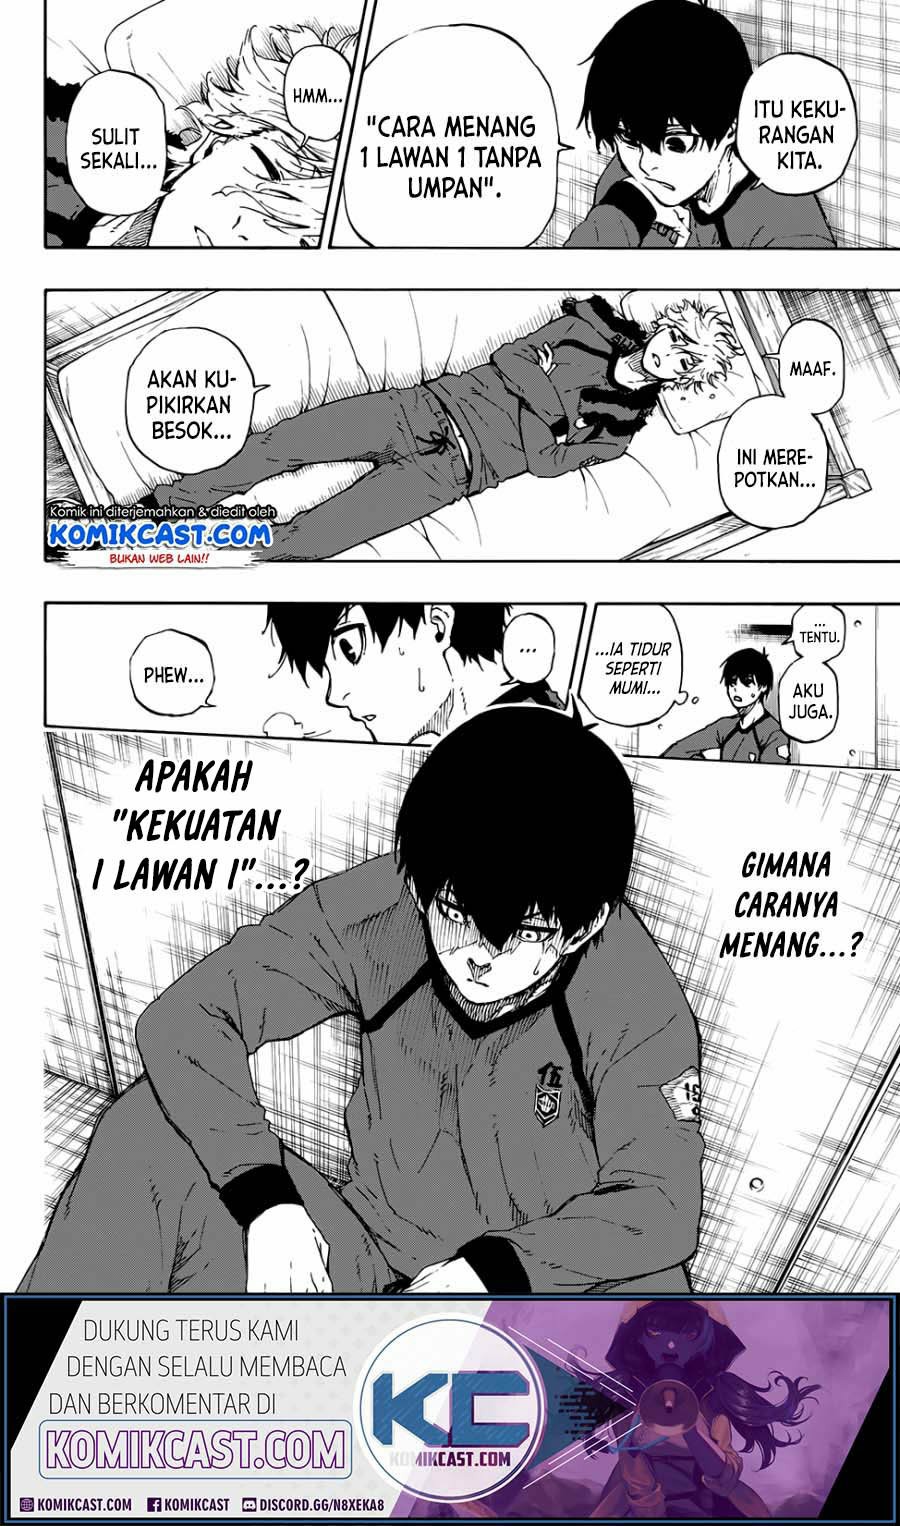 ITU KEKU-
RANGAN
KITA.
"CARA MENANG
1 LAWAN 1 TANPA
UMPAN".
HMM...
SULIT
SEKALI...
MAAF.
INI MERE-
POTKAN...
AKAN KU-
PIKIRKAN
BESOK...
Komik ini diterjemahkan & diedit oleh
KOMIKCAST.COM
BUKAN WEB LAIN!!
...
TENTU.
AKU
JUGA.
...IA TIDUR
SEPERTI
MUMI...
...
PHEW...
GIMANA
CARANYA
MENANG...?
APAKAH
"KEKUATAN
1 LAWAN 1"...?
伍
DUKUNG TERUS KAMI
DENGAN SELALU MEMBACA
DAN BERKOMENTAR DI
KOMIKCAST.COM
KC
KOMIKCAST.COM
KOMIKCAST.COM
KOMIKCAST
DISCORD.GG/N8XEKA8